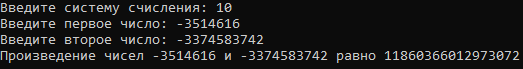 Введите систему счисления: 10
Введите первое число: -3514616
Введите второе число: -3374583742
Произведение чисел -3514616 и -3374583742 равно 11860366012973072